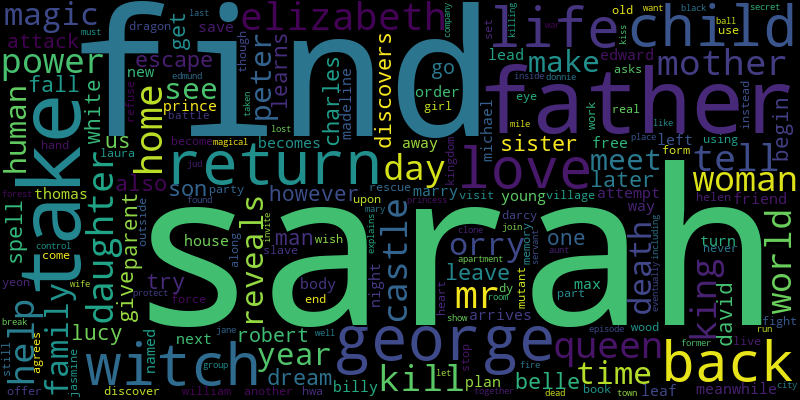 magic
find
elizabeth
life
child
attack
power
escape
get
peter
learns
save
dragon
though
discovers
mother
father
fall
new
see
prince
battle
charles
madeline
go
order
girl
eye
lead
make
edward
asks
old
use
set
ball
black
secret
want
last
must
company
killing
kiss
war
human
take
white
us
home
becomes
become
edmund
taken
refuse
hand
laura
return
day
away
love
sister
michael
inside
donnie
work
real
free
instead
begin
meet
tell
left
using
place
like
mile
form
spell
daughter
thomas
also
parent
son
party
however
rescue
marry
visit
young
village
later
attempt
woman
helen
friend
way
magical
lost
jud
kingdom
princess
forest
found
upon
mary
sarah
house
outside
give
reveals
man
wish
along
invite
castle
explains
clone
join
darcy
orry
one
memory
servant
death
including
eventually
turn
never
world
help
family
come
control
wife
yeon
try
slave
body
night
leave
apartment
aunt
max
david
king
protect
force
end
heart
mr
dy
room
mutant
part
fight
lucy
robert
arrives
show
episode
wood
former
run
live
break
still
agrees
jasmine
named
next
jane
well
george
stop
fire
queen
witch
year
group
dream
billy
kill
let
plan
belle
time
back
offer
discover
william
another
hwa
together
dead
book
town
leaf
meanwhile
city